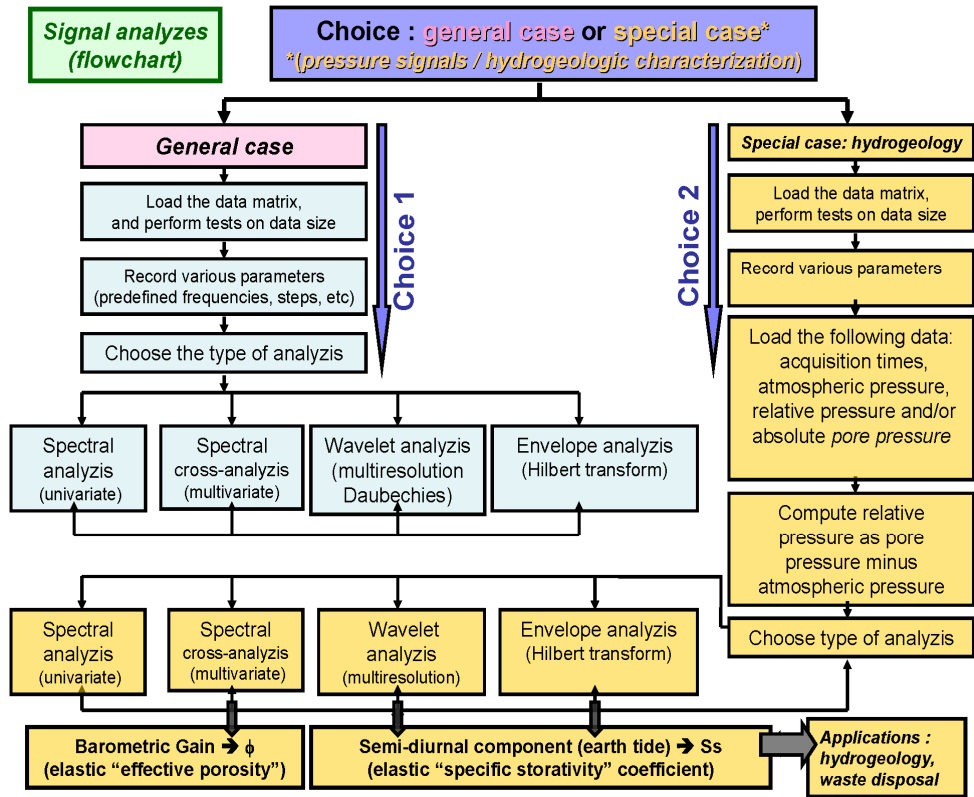 Signal analyzes
(flowchart)
Choice : general case or special case*
*(pressure signals / hydrogeologic characterization)
General case
Load the data matrix,
and perform tests on data size
Record various parameters
(predefined frequencies, steps, etc)
Choose the type of analyzis
Choice 1
Choice 2
Special case: hydrogeology
Load the data matrix,
perform tests on data size
Record various parameters
Load the following data:
acquisition times,
atmospheric pressure,
relative pressure and/or
absolute pore pressure
Compute relative
pressure as pore
pressure minus
atmospheric pressure
Choose type of analyzis
Spectral
analyzis
(univariate)
Spectral
cross-analyzis
(multivariate)
Wavelet analyzis
(multiresolution
Daubechies)
Envelope analyzis
(Hilbert transform)
Spectral
analyzis
(univariate)
Spectral
cross-analyzis
(multivariate)
Wavelet
analyzis
(multiresolution)
Envelope analyzis
(Hilbert transform)
Barometric Gain ➔ ϕ
(elastic “effective porosity”)
Semi-diurnal component (earth tide) ➔ Ss
(elastic “specific storativity” coefficient)
Applications :
hydrogeology,
waste disposal